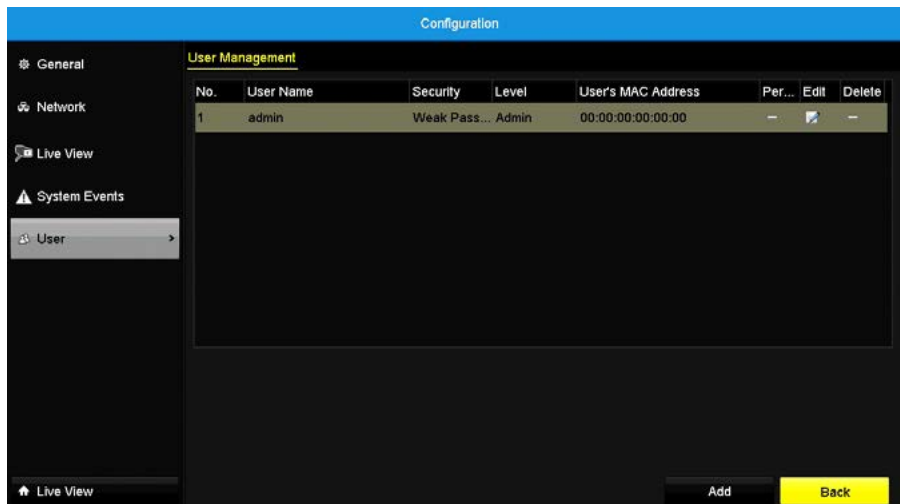 Configuration
General
User Management
No. User Name Security Level User's MAC Address Per... Edit Delete
Network
1 admin Weak Pass... Admin 00:00:00:00:00:00 – –
Live View
System Events
User >
Live View
Add Back